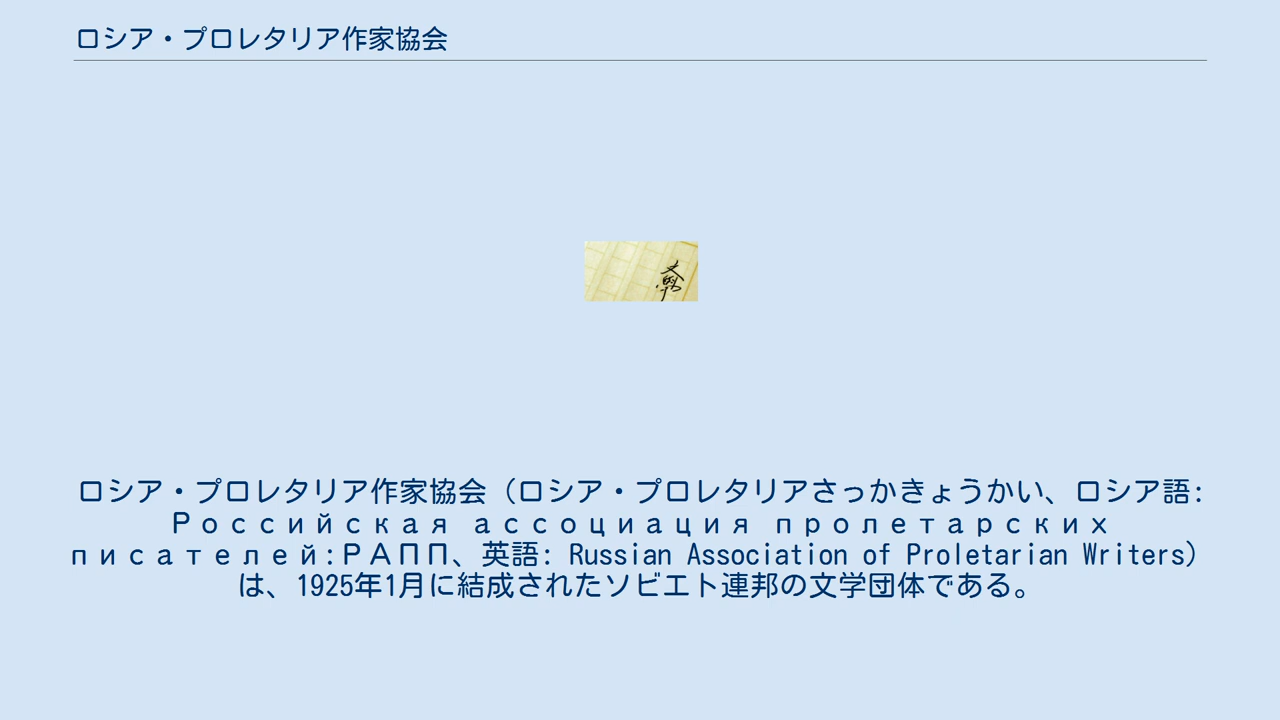 ロシア・プロレタリア作家協会
ロシア・プロレタリア作家協会（ロシア・プロレタリアさっかきょうかい、ロシア語:
Российская ассоциация пролетарских
писателей:РАПП、英語: Russian Association of Proletarian Writers）
は、1925年1月に結成されたソビエト連邦の文学団体である。